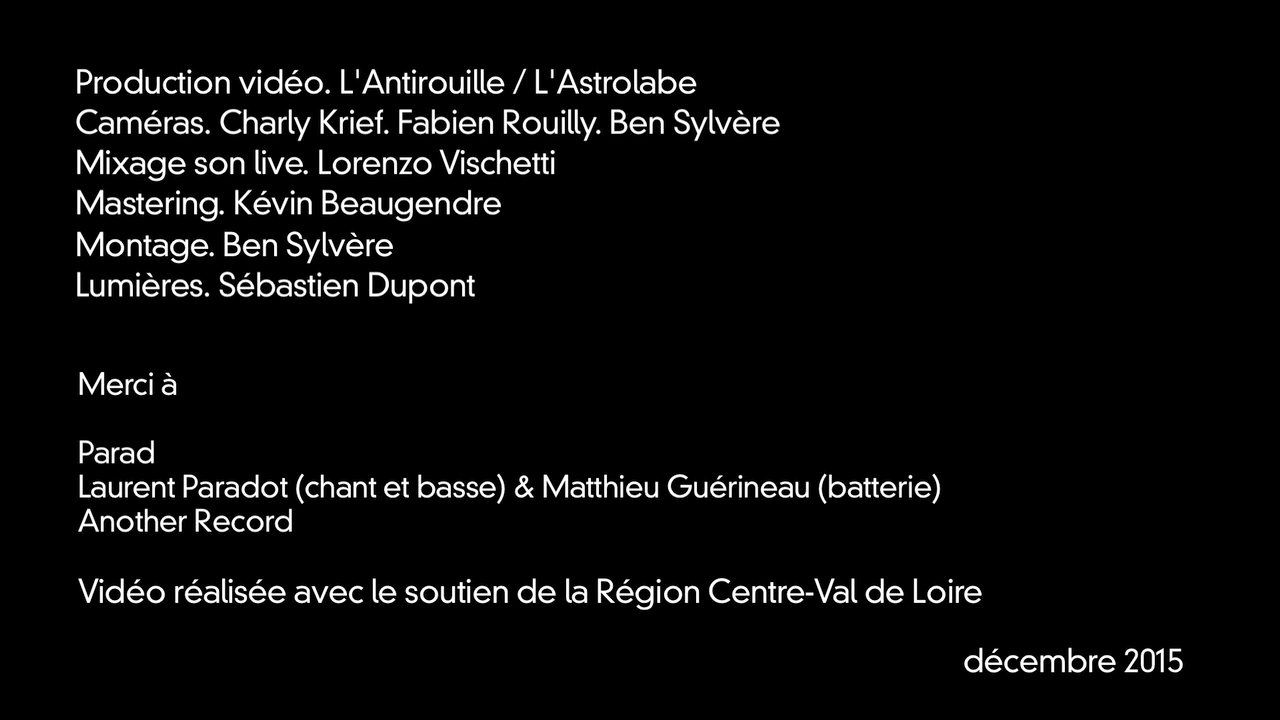 Production vidéo. L'Antirouille / L'Astrolabe
Caméras. Charly Krief. Fabien Rouilly. Ben Sylvère
Mixage son live. Lorenzo Vischetti
Mastering. Kévin Beaugendre
Montage. Ben Sylvère
Lumières. Sébastien Dupont
Merci à
Parad
Laurent Paradot (chant et basse) & Matthieu Guérineau (batterie)
Another Record
Vidéo réalisée avec le soutien de la Région Centre-Val de Loire
décembre 2015